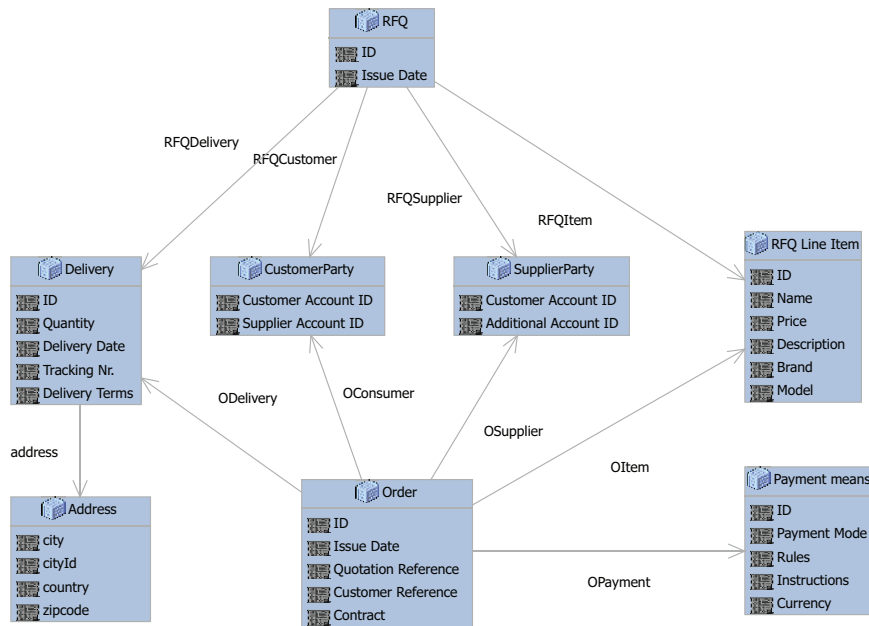 RFQ
ID
Issue Date
RFQDelivery
RFQCustomer
RFQSupplier
RFQItem
Delivery
ID
Quantity
Delivery Date
Tracking Nr.
Delivery Terms
CustomerParty
Customer Account ID
Supplier Account ID
SupplierParty
Customer Account ID
Additional Account ID
RFQ Line Item
ID
Name
Price
Description
Brand
Model
ODelivery
OConsumer
OSupplier
OItem
address
Address
city
cityId
country
zipcode
Order
ID
Issue Date
Quotation Reference
Customer Reference
Contract
OPayment
Payment means
ID
Payment Mode
Rules
Instructions
Currency